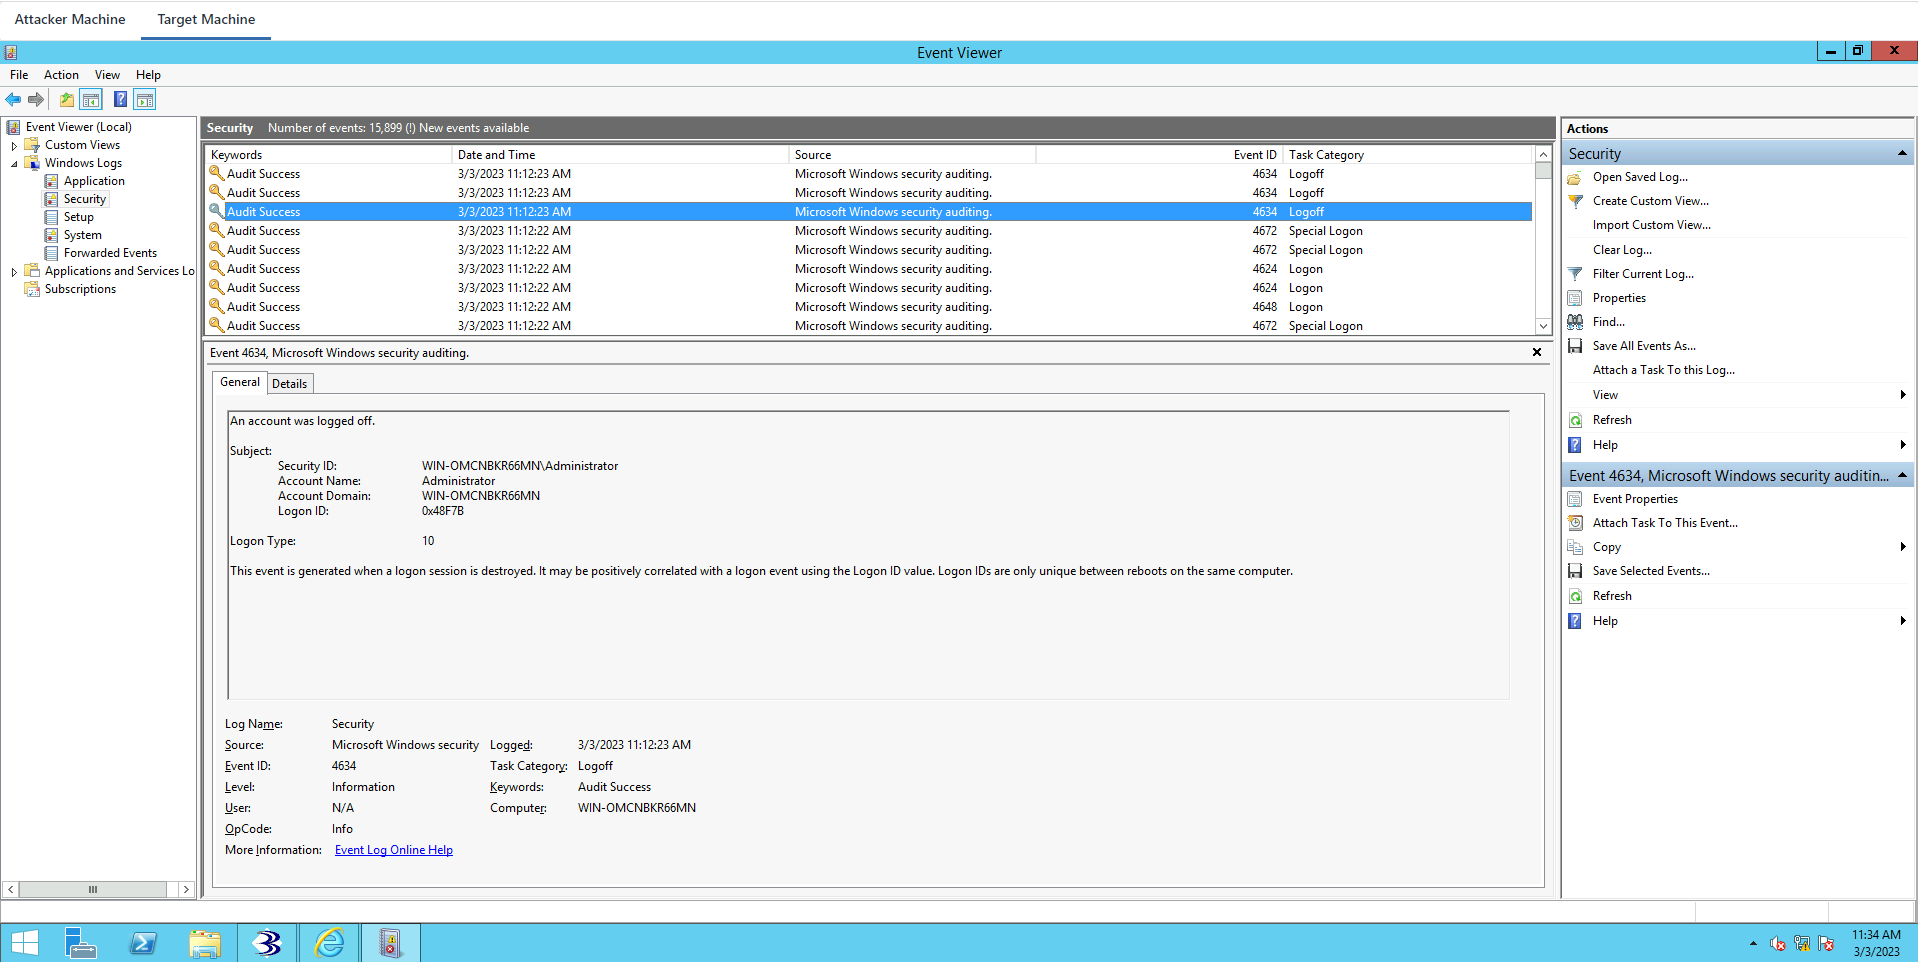 Attacker Machine Target Machine
Event Viewer
File Action View Help
Event Viewer (Local)
Custom Views
Windows Logs
Application
Security
Setup
System
Forwarded Events
Applications and Services Lo
Subscriptions
Security Number of events: 15,899 (!) New events available
Keywords Date and Time Source Event ID Task Category
Audit Success 3/3/2023 11:12:23 AM Microsoft Windows security auditing. 4634 Logoff
Audit Success 3/3/2023 11:12:23 AM Microsoft Windows security auditing. 4634 Logoff
Audit Success 3/3/2023 11:12:23 AM Microsoft Windows security auditing. 4634 Logoff
Audit Success 3/3/2023 11:12:22 AM Microsoft Windows security auditing. 4672 Special Logon
Audit Success 3/3/2023 11:12:22 AM Microsoft Windows security auditing. 4672 Special Logon
Audit Success 3/3/2023 11:12:22 AM Microsoft Windows security auditing. 4624 Logon
Audit Success 3/3/2023 11:12:22 AM Microsoft Windows security auditing. 4624 Logon
Audit Success 3/3/2023 11:12:22 AM Microsoft Windows security auditing. 4648 Logon
Audit Success 3/3/2023 11:12:22 AM Microsoft Windows security auditing. 4672 Special Logon
Event 4634, Microsoft Windows security auditing.
General Details
An account was logged off.
Subject:
Security ID: WIN-OMCNBKR66MN\Administrator
Account Name: Administrator
Account Domain: WIN-OMCNBKR66MN
Logon ID: 0x48F7B
Logon Type: 10
This event is generated when a logon session is destroyed. It may be positively correlated with a logon event using the Logon ID value. Logon IDs are only unique between reboots on the same computer.
Log Name: Security
Source: Microsoft Windows security Logged: 3/3/2023 11:12:23 AM
Event ID: 4634 Task Category: Logoff
Level: Information Keywords: Audit Success
User: N/A Computer: WIN-OMCNBKR66MN
OpCode: Info
More Information: Event Log Online Help
Actions
Security
Open Saved Log...
Create Custom View...
Import Custom View...
Clear Log...
Filter Current Log...
Properties
Find...
Save All Events As...
Attach a Task To this Log...
View
Refresh
Help
Event 4634, Microsoft Windows security auditin...
Event Properties
Attach Task To This Event...
Copy
Save Selected Events...
Refresh
Help
11:34 AM
3/3/2023